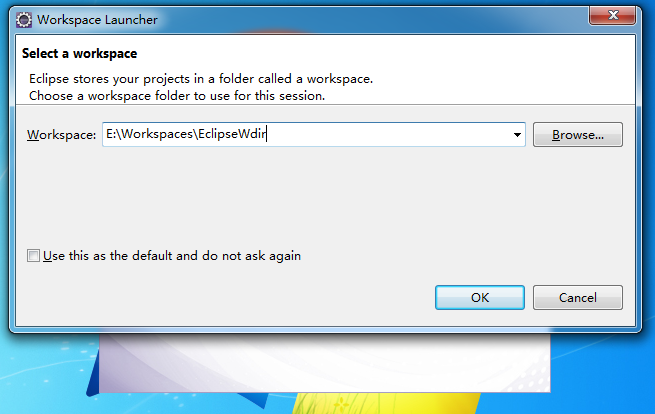 Workspace Launcher
Select a workspace
Eclipse stores your projects in a folder called a workspace.
Choose a workspace folder to use for this session.
Workspace: E:\Workspaces\EclipseWdir Browse...
Use this as the default and do not ask again
OK Cancel